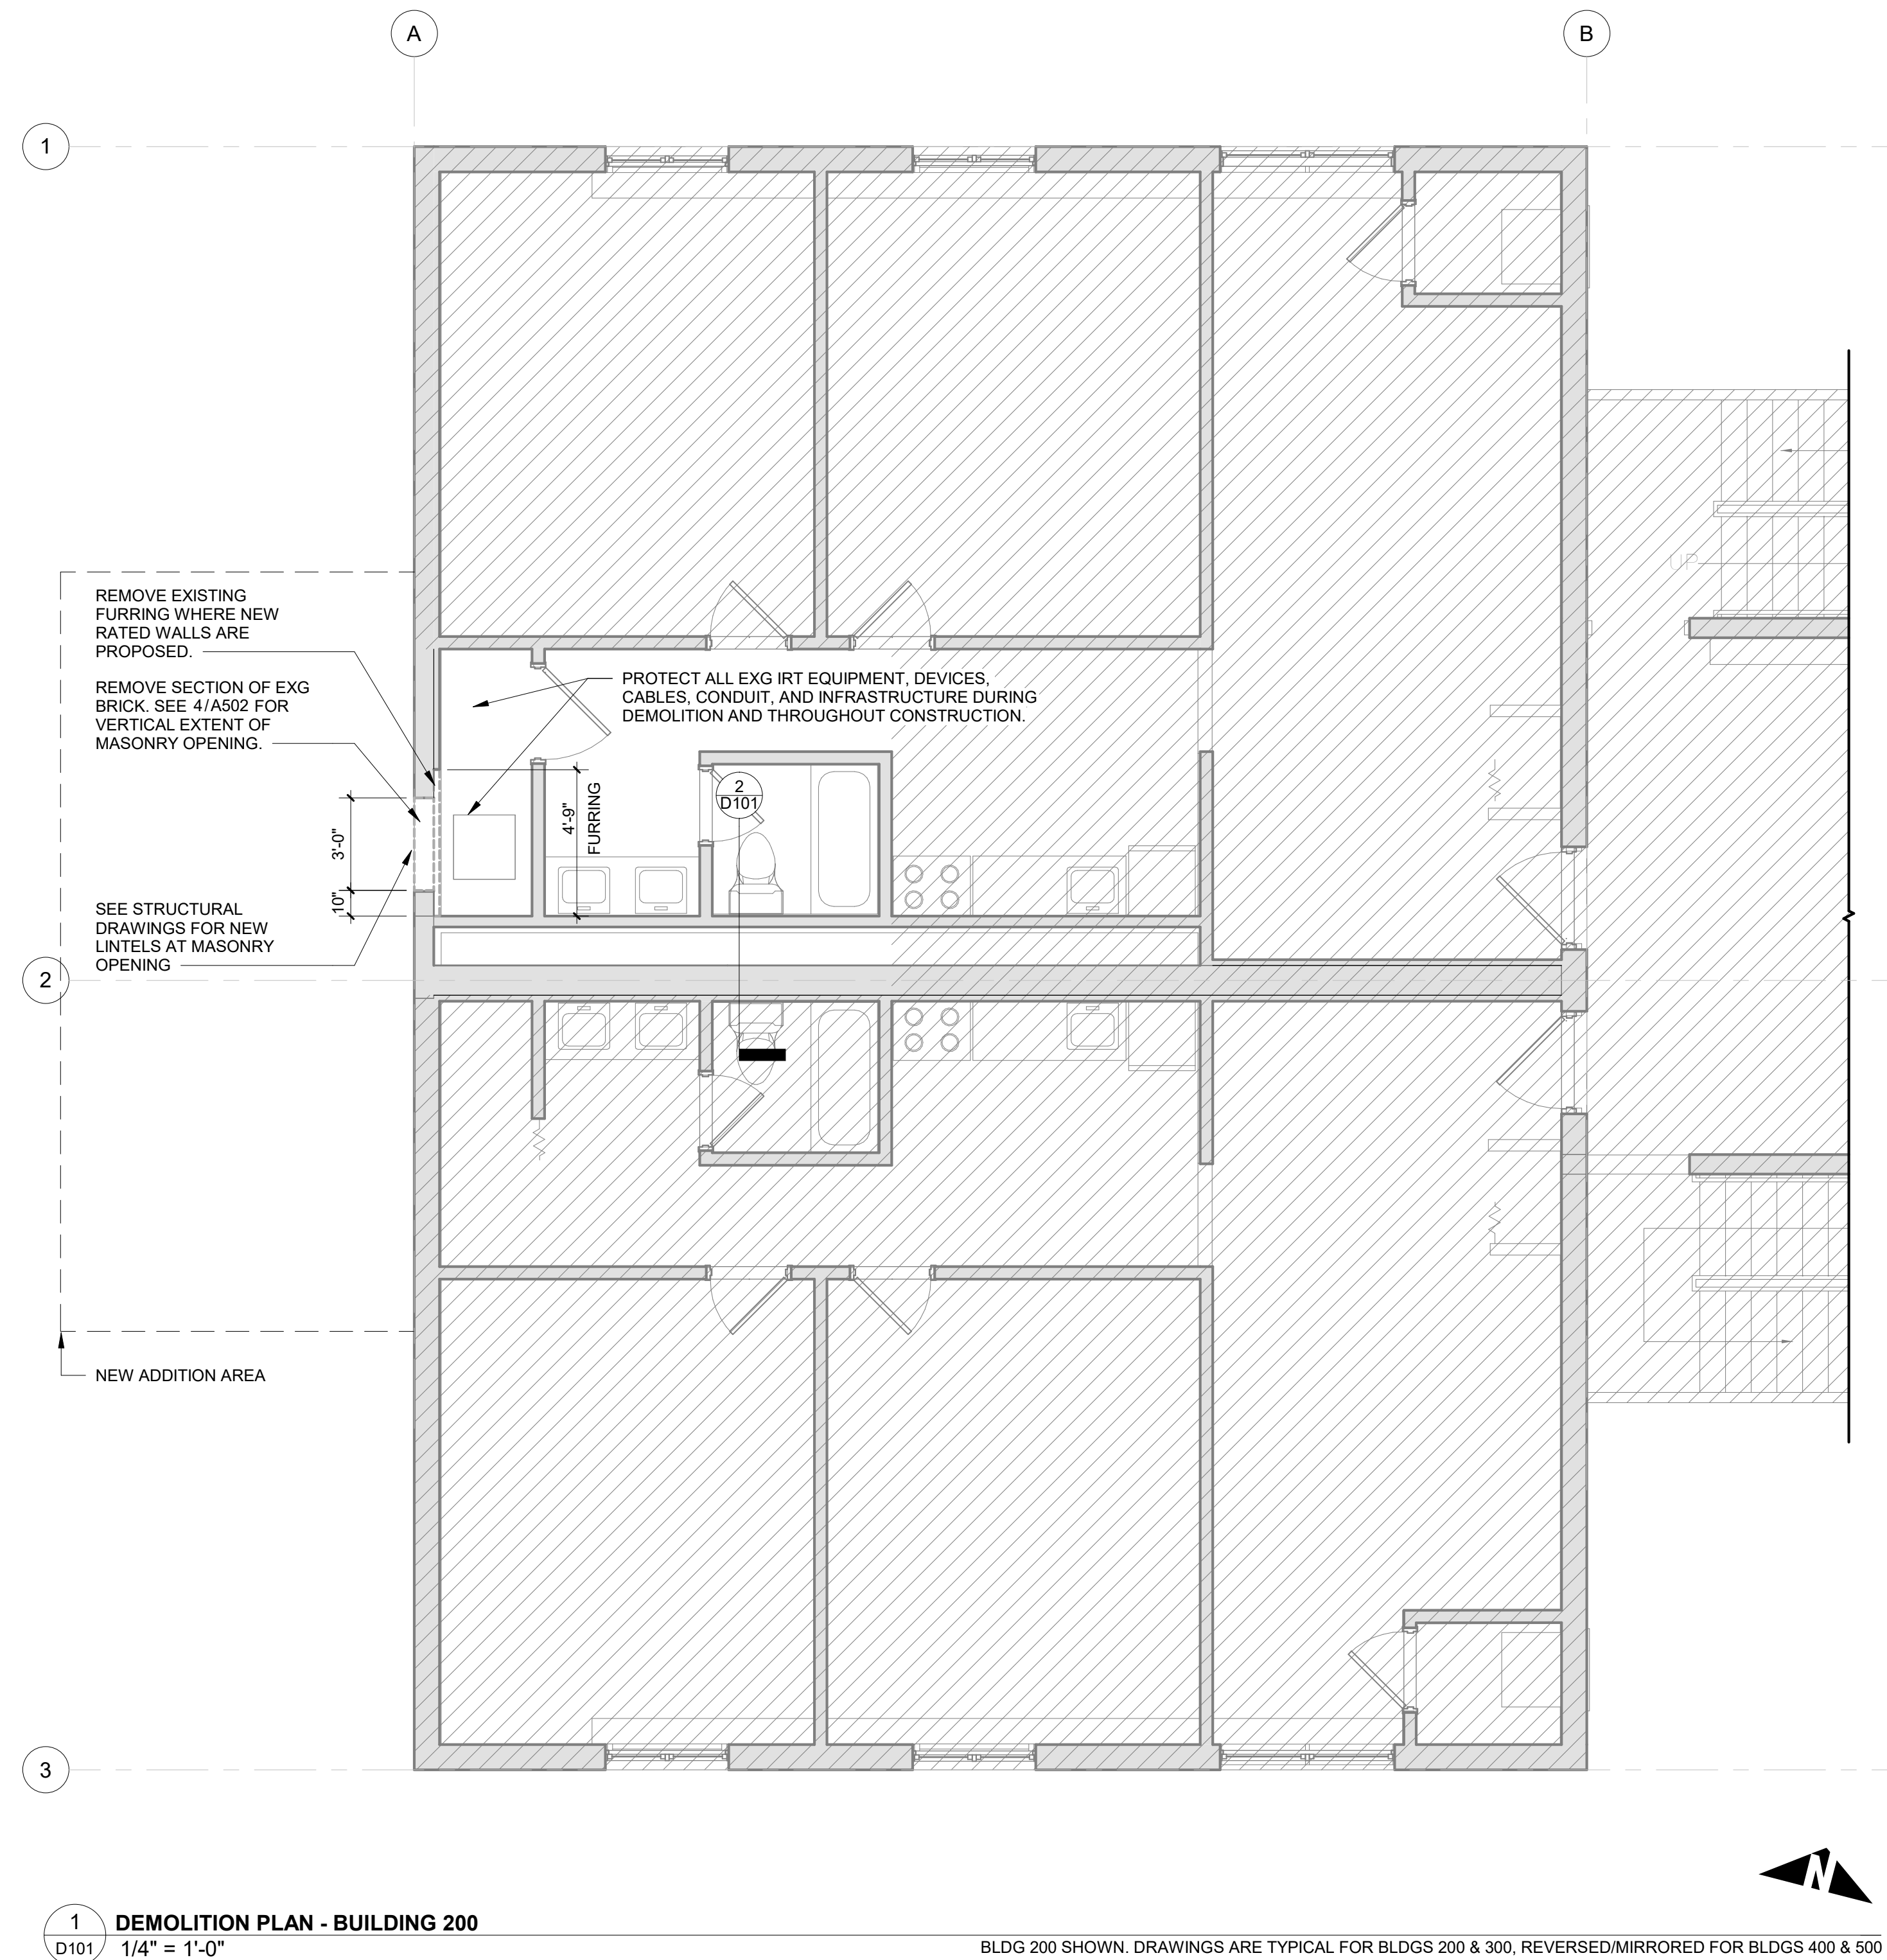 A
B
1
REMOVE EXISTING
FURRING WHERE NEW
RATED WALLS ARE
PROPOSED.
REMOVE SECTION OF EXG
BRICK. SEE 4/A502 FOR
VERTICAL EXTENT OF
MASONRY OPENING.
PROTECT ALL EXG IRT EQUIPMENT, DEVICES,
CABLES, CONDUIT, AND INFRASTRUCTURE DURING
DEMOLITION AND THROUGHOUT CONSTRUCTION.
UP
2
D101
4'-9"
FURRING
3'-0"
10"
SEE STRUCTURAL
DRAWINGS FOR NEW
LINTELS AT MASONRY
OPENING
2
NEW ADDITION AREA
3
N
1
D101
DEMOLITION PLAN - BUILDING 200
1/4" = 1'-0"
BLDG 200 SHOWN. DRAWINGS ARE TYPICAL FOR BLDGS 200 & 300, REVERSED/MIRRORED FOR BLDGS 400 & 500